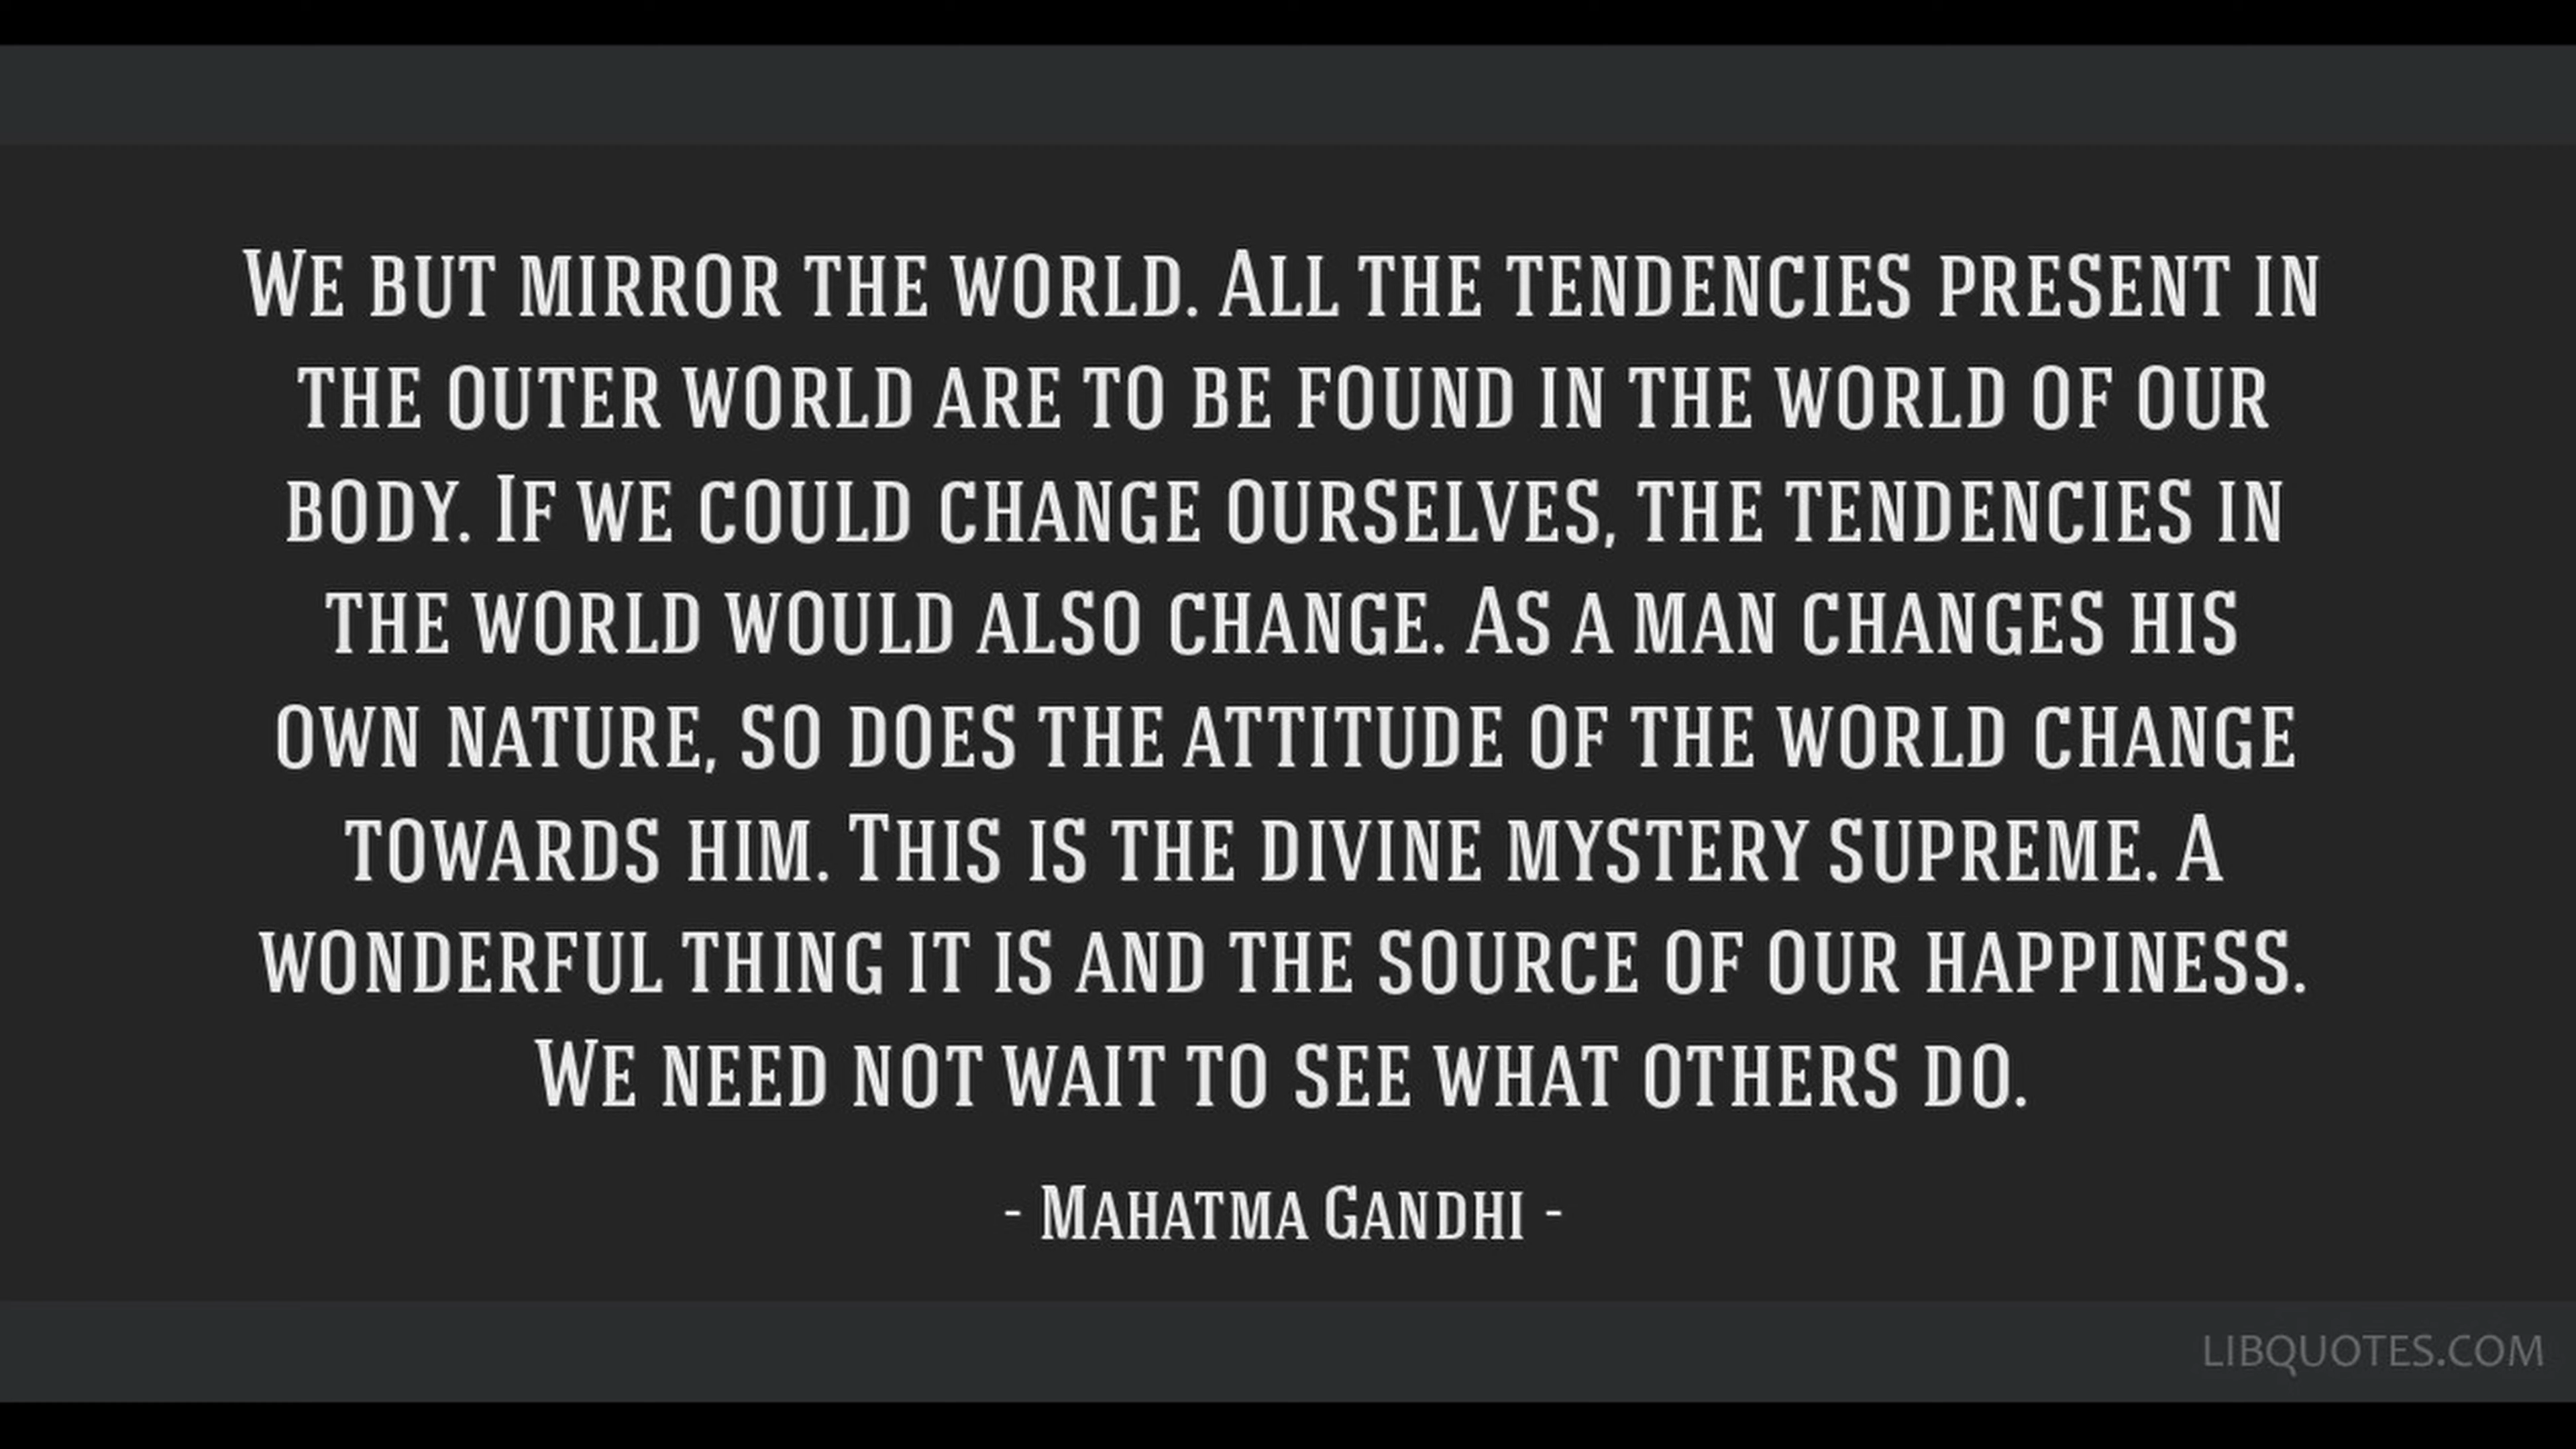 We but mirror the world. All the tendencies present in
the outer world are to be found in the world of our
body. If we could change ourselves, the tendencies in
the world would also change. As a man changes his
own nature, so does the attitude of the world change
towards him. This is the divine mystery supreme. A
wonderful thing it is and the source of our happiness.
We need not wait to see what others do.
- Mahatma Gandhi -
LIBQUOTES.COM